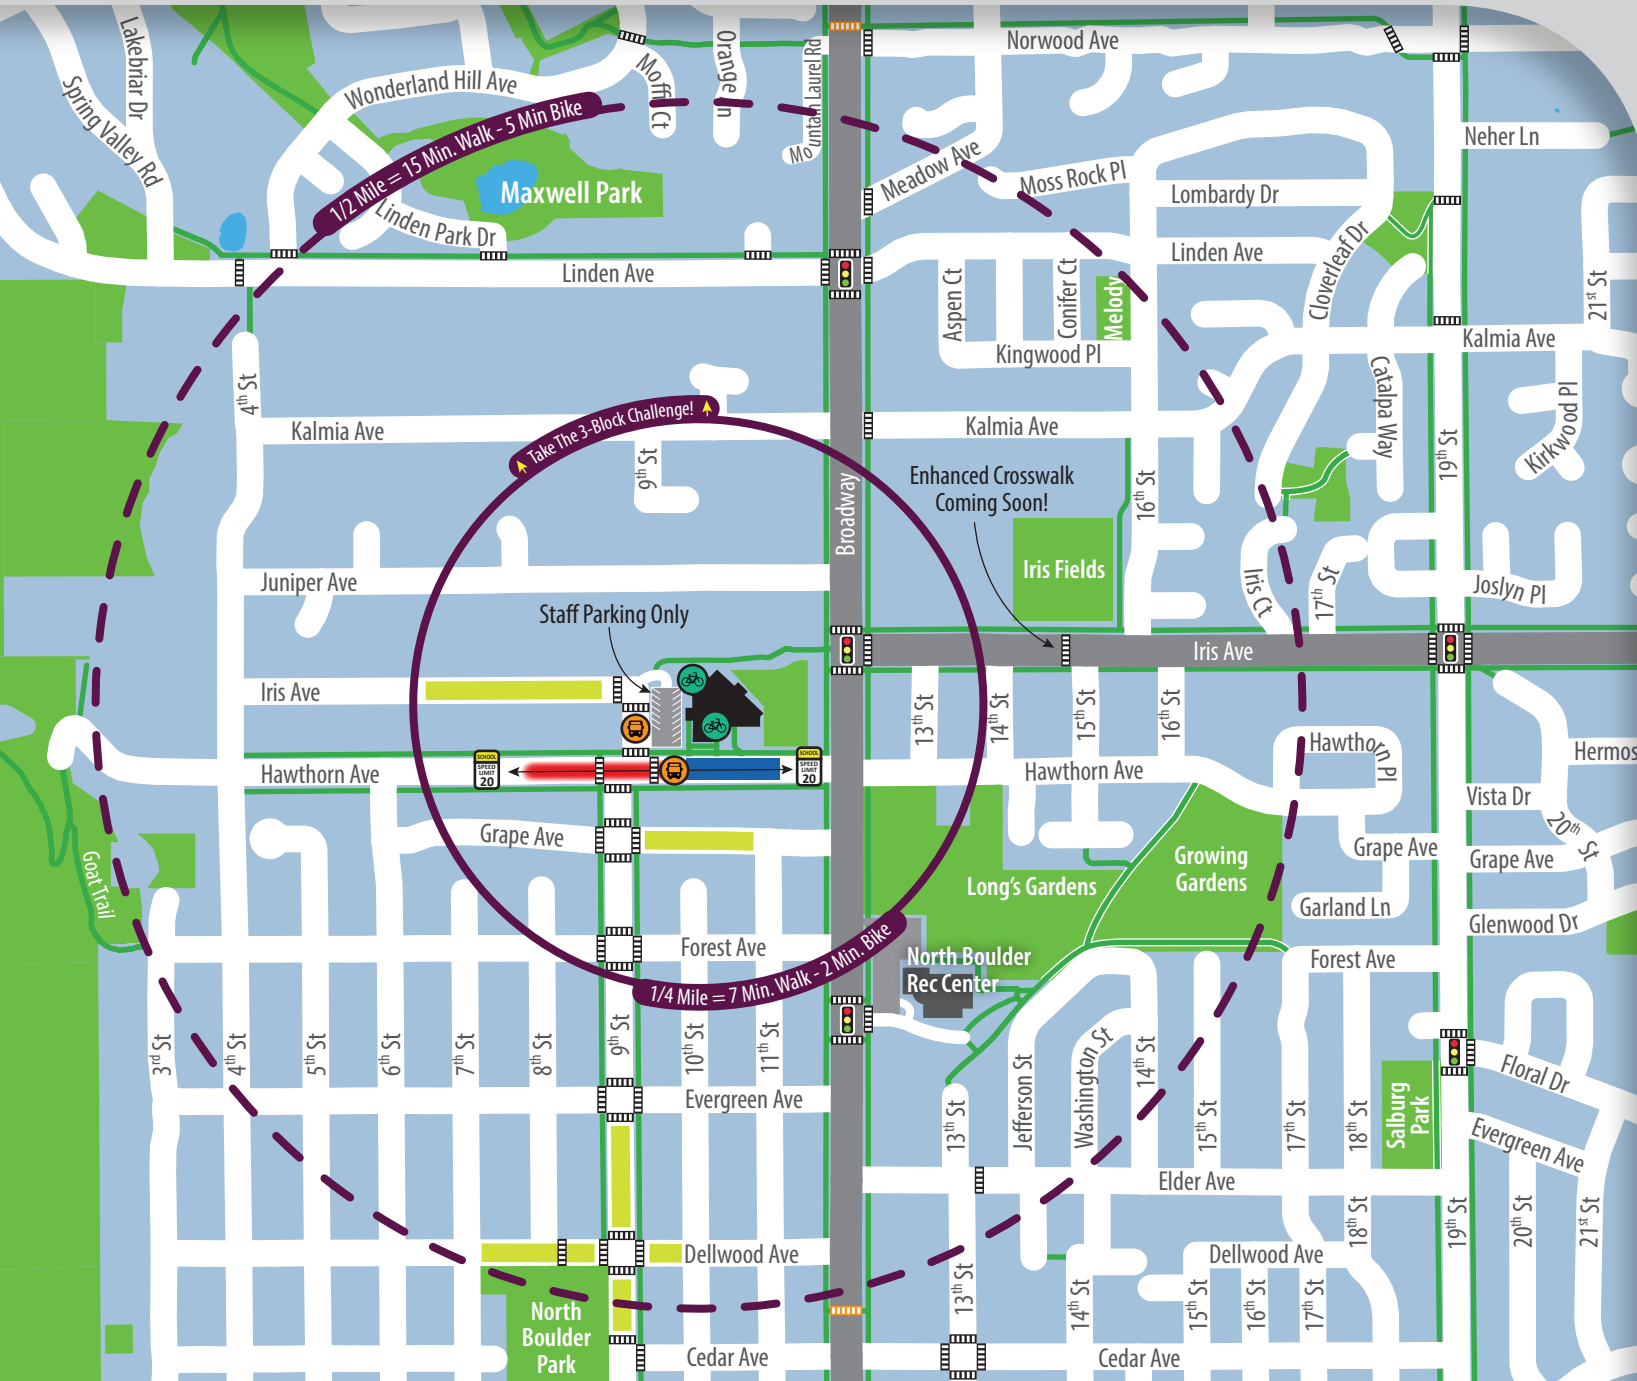 Lakebriar Dr
Spring Valley Rd
Wonderland Hill Ave
Moffit Ct
Orange Ln
Mountain Laurel Rd
Norwood Ave
Neher Ln
1/2 Mile = 15 Min. Walk - 5 Min Bike
Maxwell Park
Linden Park Dr
Meadow Ave
Moss Rock Pl
Lombardy Dr
Linden Ave
Linden Ave
Cloverleaf Dr
21st St
Aspen Ct
Conifer Ct
Melody
Kingwood Pl
Kalmia Ave
4th St
Kalmia Ave
Take The 3-Block Challenge!
9th St
Kalmia Ave
Catalpa Way
Kirkwood Pl
19th St
16th St
Broadway
Enhanced Crosswalk
Coming Soon!
Iris Fields
Juniper Ave
Iris Ct
17th St
Joslyn Pl
Staff Parking Only
Iris Ave
Iris Ave
13th St
14th St
15th St
16th St
Hawthorn Ave
SCHOOL
SPEED
LIMIT
20
SCHOOL
SPEED
LIMIT
20
Hawthorn Ave
Hawthorn Pl
Hermos
Vista Dr
20th St
Grape Ave
Grape Ave
Grape Ave
Goat Trail
Long's Gardens
Growing
Gardens
Garland Ln
Glenwood Dr
Forest Ave
Forest Ave
North Boulder
Rec Center
1/4 Mile = 7 Min. Walk - 2 Min. Bike
3rd St
4th St
5th St
6th St
7th St
8th St
9th St
10th St
11th St
Jefferson St
Washington St
14th St
13th St
15th St
17th St
18th St
Salburg
Park
Floral Dr
Evergreen Ave
Evergreen Ave
Elder Ave
18th St
19th St
20th St
21st St
Dellwood Ave
Dellwood Ave
13th St
14th St
15th St
16th St
17th St
North
Boulder
Park
Cedar Ave
Cedar Ave